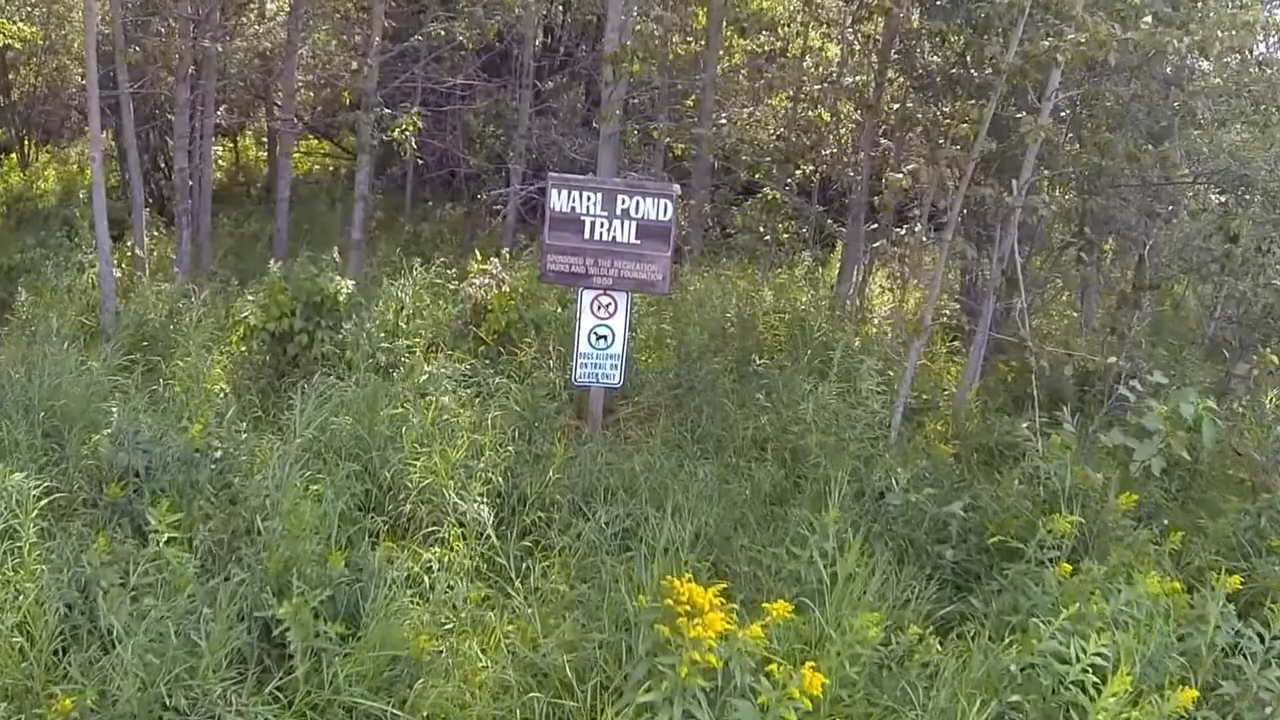 MARL POND
TRAIL
SPONSORED BY THE RECREATION
PARKS AND WILDLIFE FOUNDATION
DOGS ALLOWED
ON TRAIL ON
LEASH ONLY